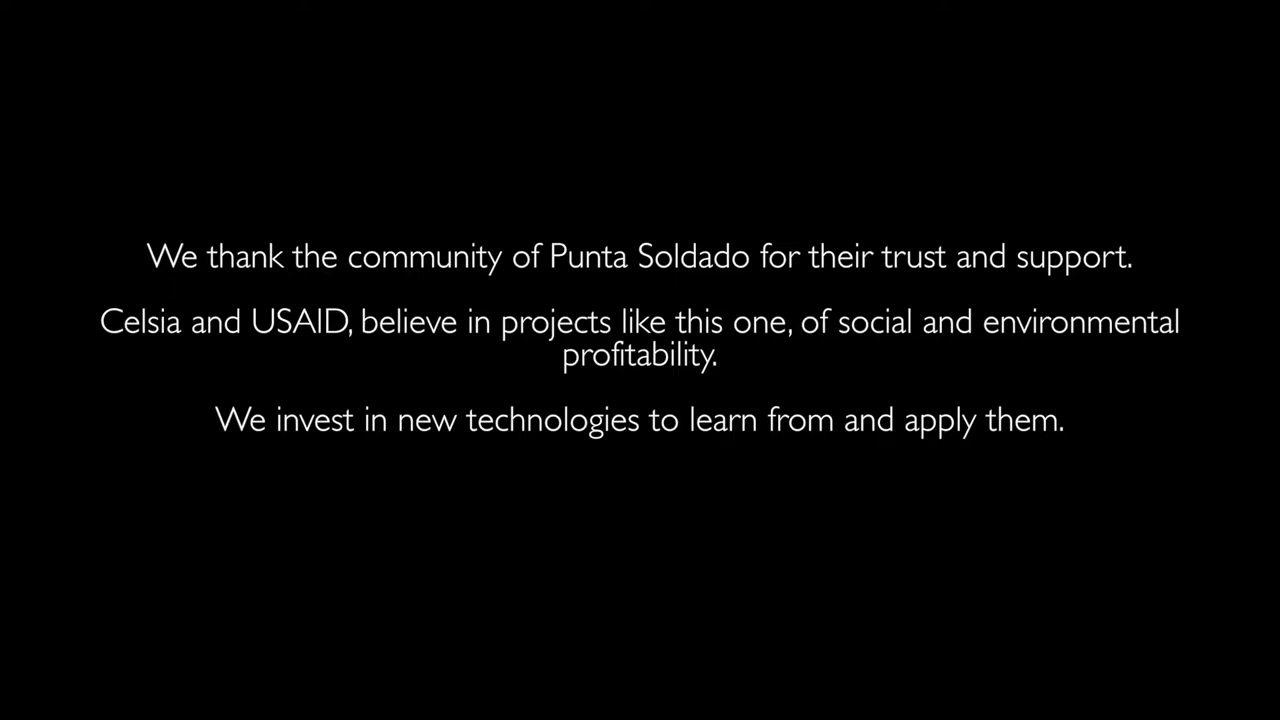 We thank the community of Punta Soldado for their trust and support.
Celsia and USAID, believe in projects like this one, of social and environmental
profitability.
We invest in new technologies to learn from and apply them.